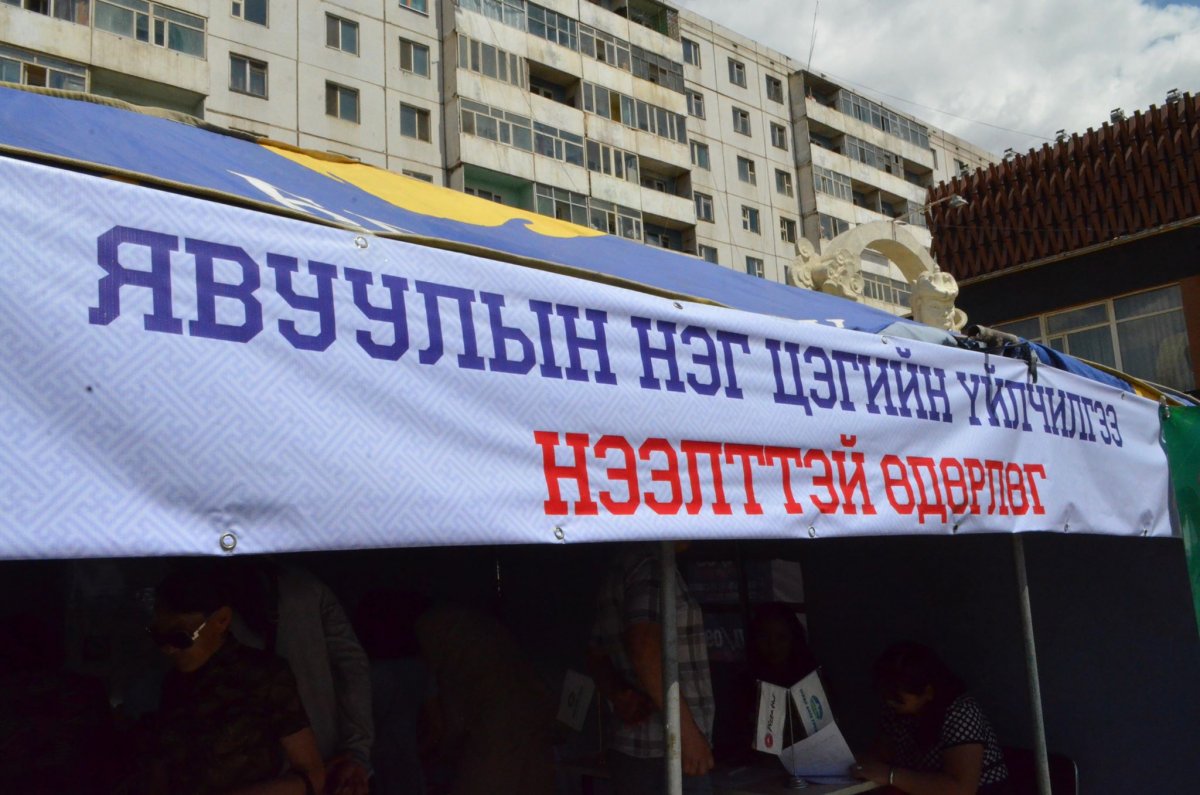 ЯВУУЛЫН НЭГ ЦЭГИЙН ҮЙЛЧИЛГЭЭ
НЭЭЛТТЭЙ ӨДӨРЛӨГ